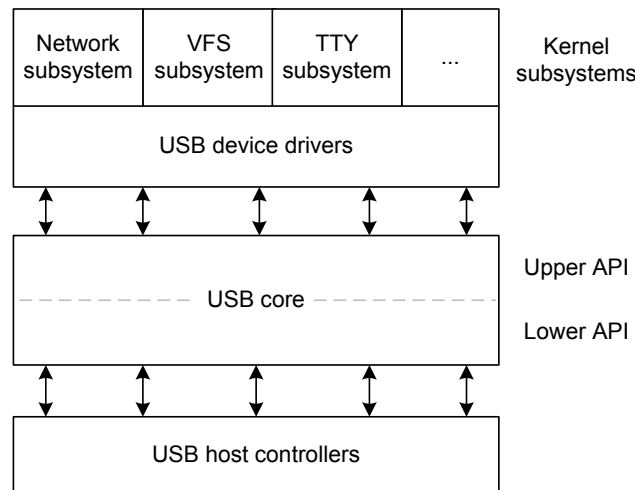 Network
subsystem
VFS
subsystem
TTY
subsystem
...
Kernel
subsystems
USB device drivers
Upper API
USB core
Lower API
USB host controllers